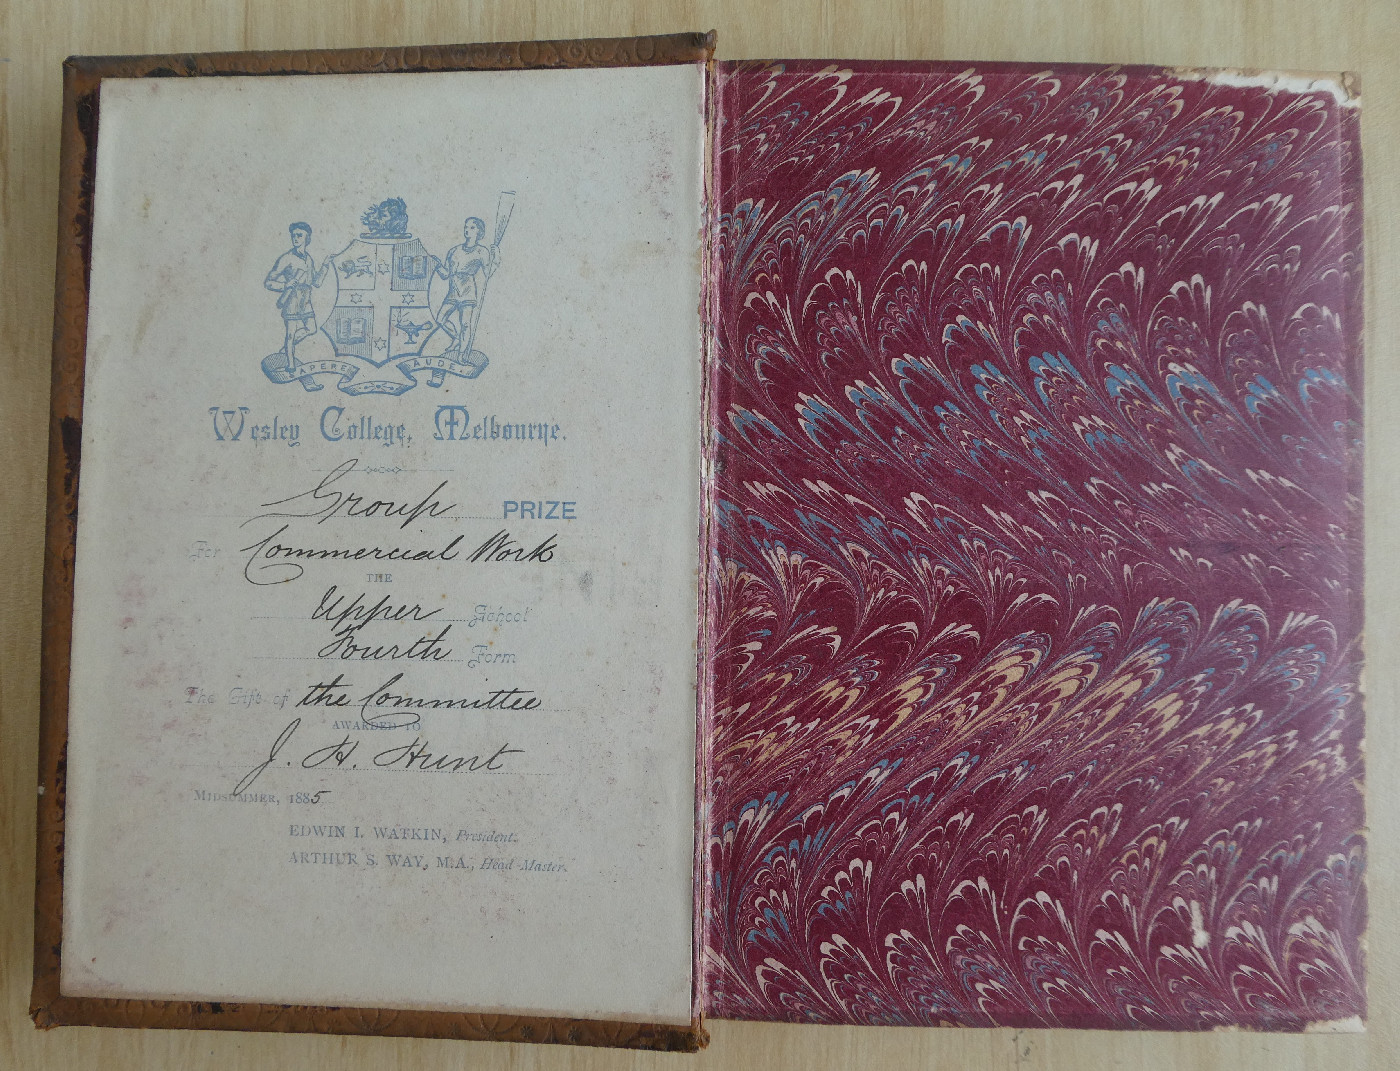 SAPERE AUDE
Wesley College, Melbourne.
Group PRIZE
For Commercial Work
THE
Upper School
Fourth Form
The Gift of the Committee
AWARDED TO
J. H. Hunt
MIDSUMMER, 1885
EDWIN I. WATKIN, President.
ARTHUR S. WAY, M.A., Head Master.